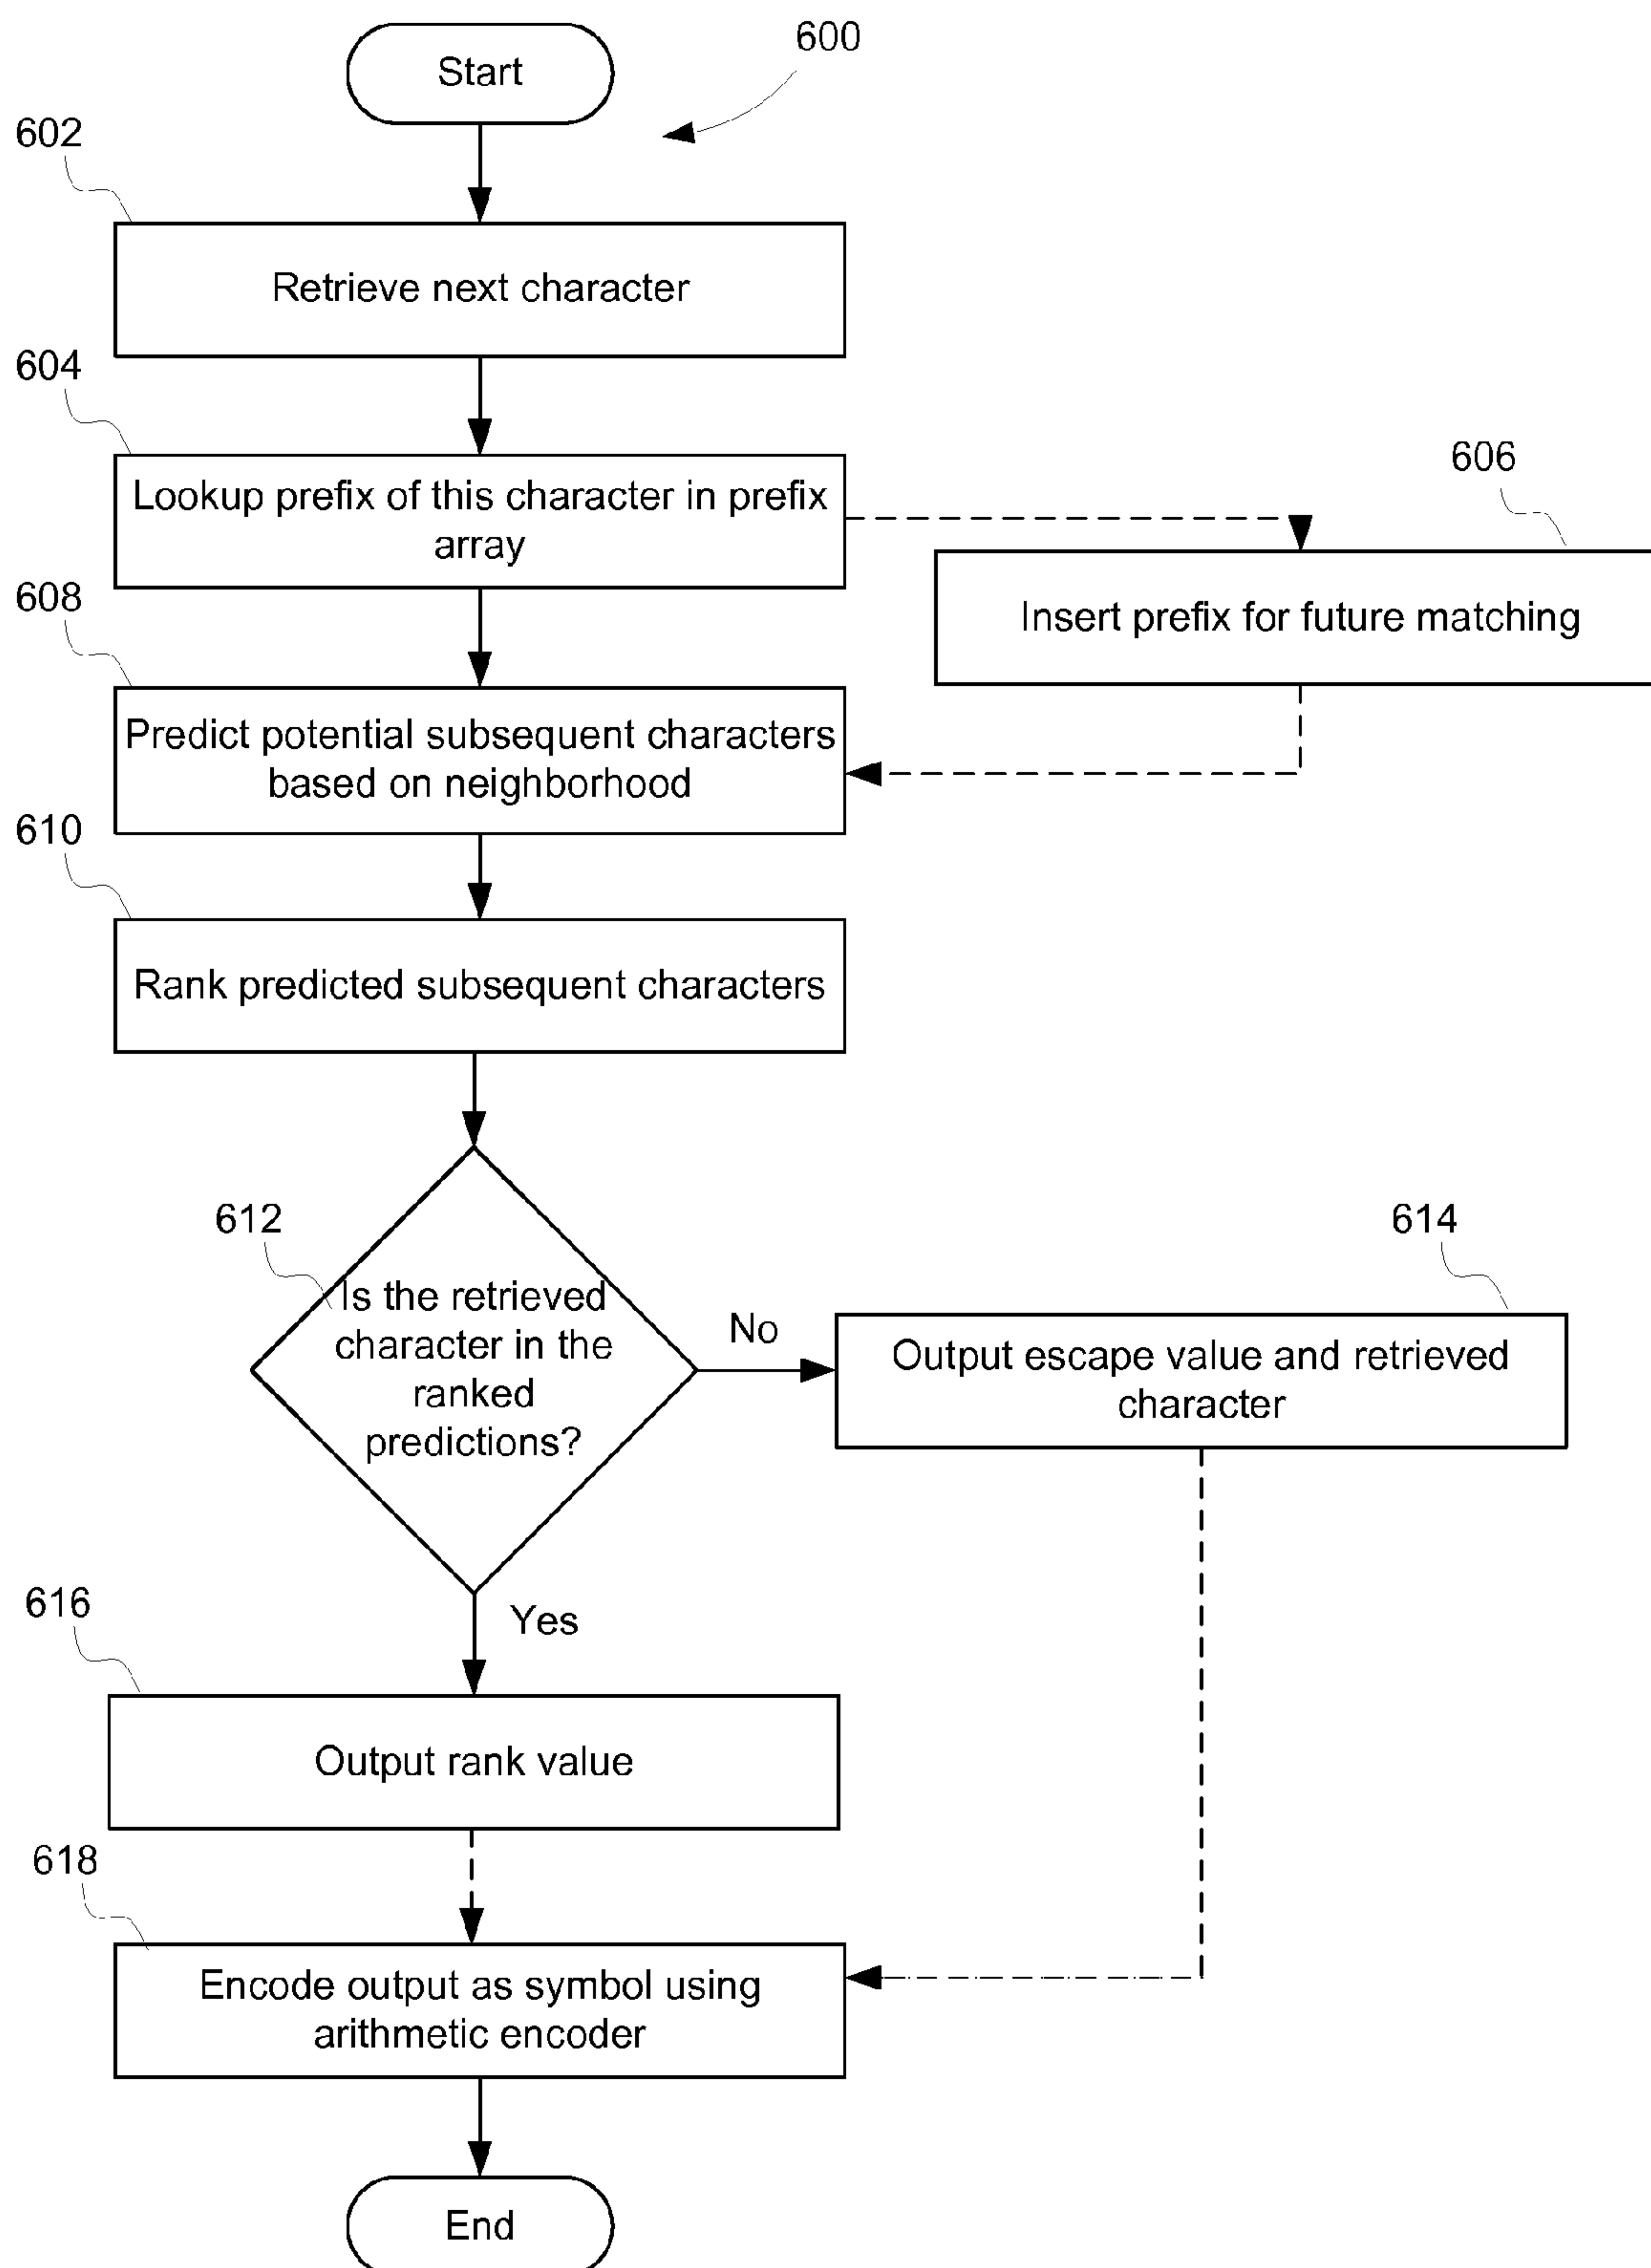 Start
600
602
Retrieve next character
604
Lookup prefix of this character in prefix
array
606
Insert prefix for future matching
608
Predict potential subsequent characters
based on neighborhood
610
Rank predicted subsequent characters
612
Is the retrieved
character in the
ranked
predictions?
No
614
Output escape value and retrieved
character
Yes
616
Output rank value
618
Encode output as symbol using
arithmetic encoder
End